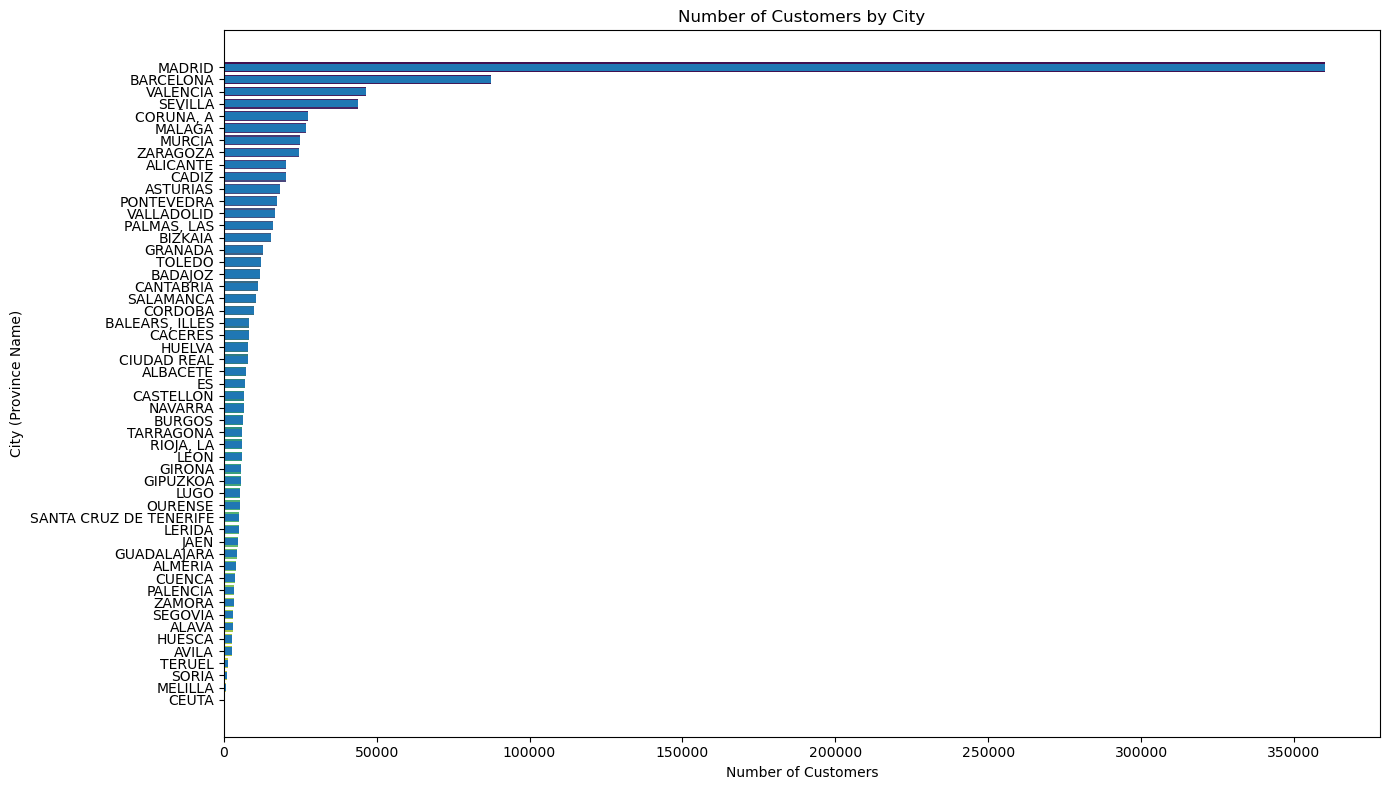 Number of Customers by City
MADRID
BARCELONA
VALENCIA
SEVILLA
CORUÑA, A
MALAGA
MURCIA
ZARAGOZA
ALICANTE
CADIZ
ASTURIAS
PONTEVEDRA
VALLADOLID
PALMAS, LAS
BIZKAIA
GRANADA
TOLEDO
BADAJOZ
CANTABRIA
SALAMANCA
CORDOBA
BALEARS, ILLES
CACERES
HUELVA
CIUDAD REAL
ALBACETE
ES
CASTELLON
NAVARRA
BURGOS
TARRAGONA
RIOJA, LA
LEON
GIRONA
GIPUZKOA
LUGO
OURENSE
SANTA CRUZ DE TENERIFE
LERIDA
JAEN
GUADALAJARA
ALMERIA
CUENCA
PALENCIA
ZAMORA
SEGOVIA
ALAVA
HUESCA
AVILA
TERUEL
SORIA
MELILLA
CEUTA
City (Province Name)
0 50000 100000 150000 200000 250000 300000 350000
Number of Customers